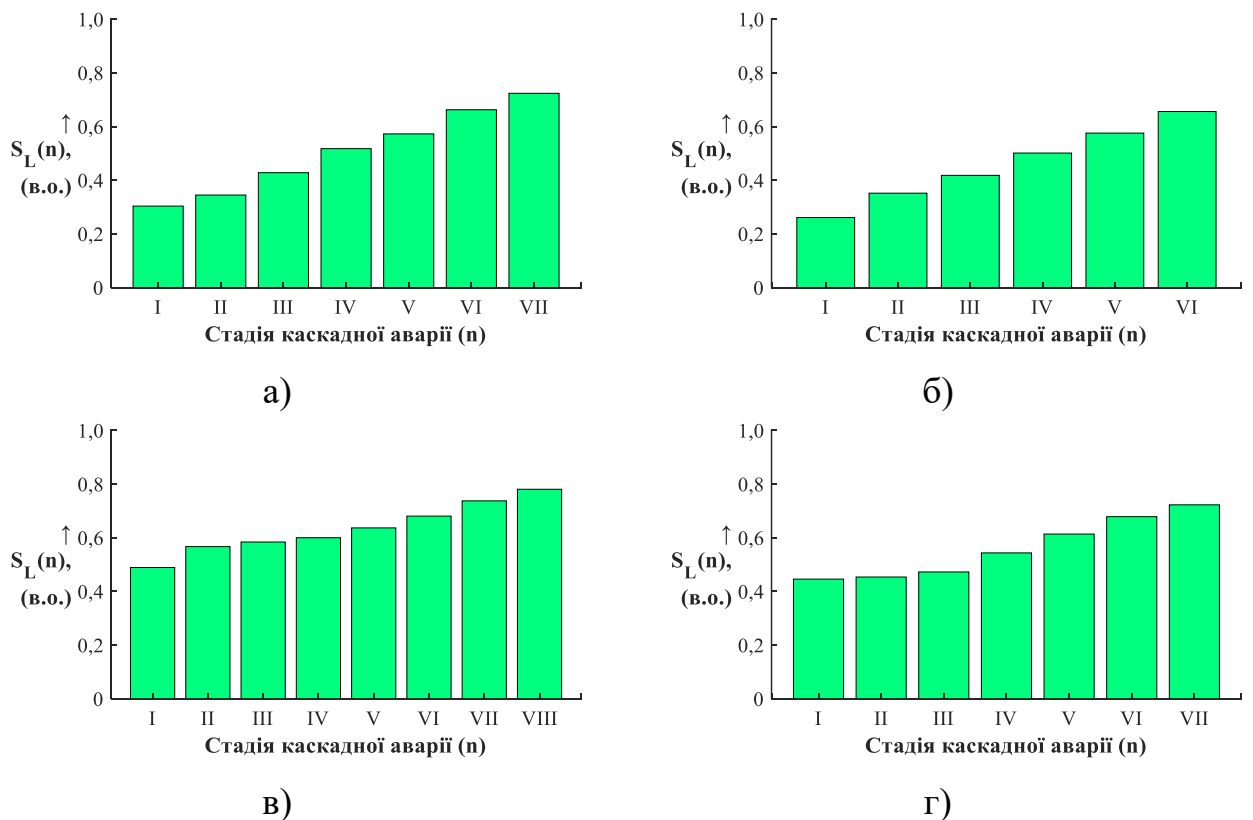 1,0
0,8
0,6
0,4
0,2
0
↑
S_L(n),
(в.о.)
I II III IV V VI VII
Стадія каскадної аварії (n)
а)
1,0
0,8
0,6
0,4
0,2
0
↑
S_L(n),
(в.о.)
I II III IV V VI
Стадія каскадної аварії (n)
б)
1,0
0,8
0,6
0,4
0,2
0
↑
S_L(n),
(в.о.)
I II III IV V VI VII VIII
Стадія каскадної аварії (n)
в)
1,0
0,8
0,6
0,4
0,2
0
↑
S_L(n),
(в.о.)
I II III IV V VI VII
Стадія каскадної аварії (n)
г)